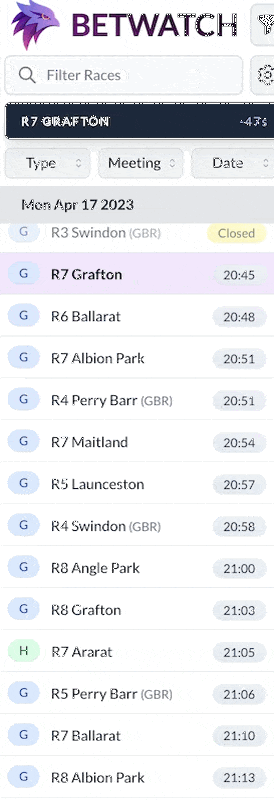 BETWATCH
Filter Races
R7 GRAFTON -47s
Type Meeting Date
Mon Apr 17 2023
G R3 Swindon (GBR) Closed
G R7 Grafton 20:45
G R6 Ballarat 20:48
G R7 Albion Park 20:51
G R4 Perry Barr (GBR) 20:51
G R7 Maitland 20:54
G R5 Launceston 20:57
G R4 Swindon (GBR) 20:58
G R8 Angle Park 21:00
G R8 Grafton 21:03
H R7 Ararat 21:05
G R5 Perry Barr (GBR) 21:06
G R7 Ballarat 21:10
G R8 Albion Park 21:13